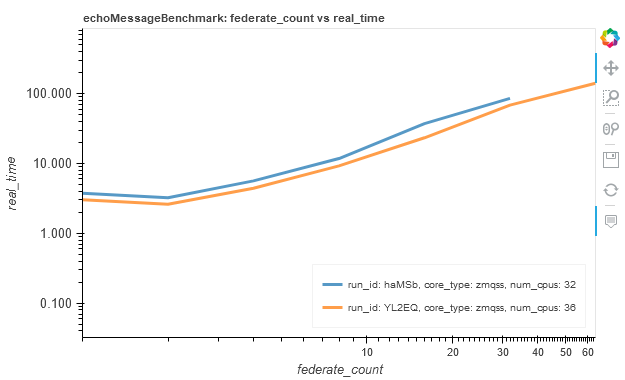 echoMessageBenchmark: federate_count vs real_time
real_time
100.000
10.000
1.000
0.100
run_id: haMSb, core_type: zmqss, num_cpus: 32
run_id: YL2EQ, core_type: zmqss, num_cpus: 36
10 20 30 40 50 60
federate_count